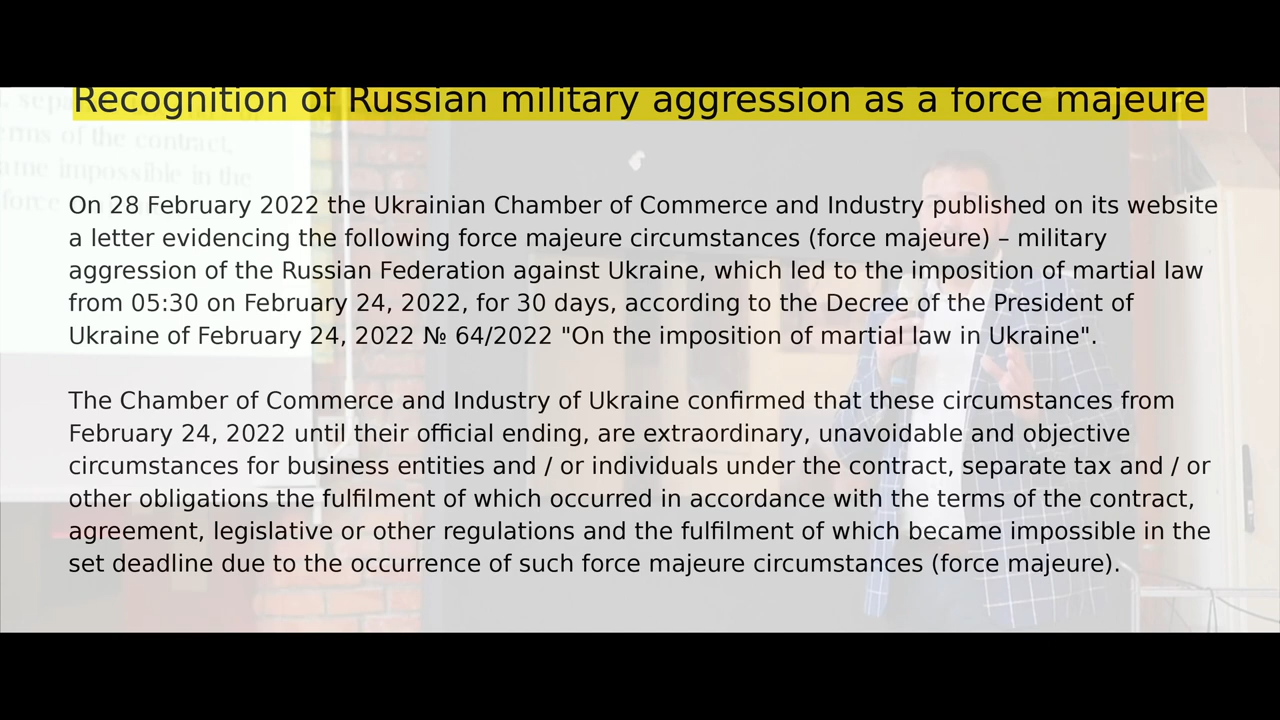 Recognition of Russian military aggression as a force majeure
On 28 February 2022 the Ukrainian Chamber of Commerce and Industry published on its website
a letter evidencing the following force majeure circumstances (force majeure) – military
aggression of the Russian Federation against Ukraine, which led to the imposition of martial law
from 05:30 on February 24, 2022, for 30 days, according to the Decree of the President of
Ukraine of February 24, 2022 № 64/2022 "On the imposition of martial law in Ukraine".
The Chamber of Commerce and Industry of Ukraine confirmed that these circumstances from
February 24, 2022 until their official ending, are extraordinary, unavoidable and objective
circumstances for business entities and / or individuals under the contract, separate tax and / or
other obligations the fulfilment of which occurred in accordance with the terms of the contract,
agreement, legislative or other regulations and the fulfilment of which became impossible in the
set deadline due to the occurrence of such force majeure circumstances (force majeure).
of the contract,
impossible in the
force